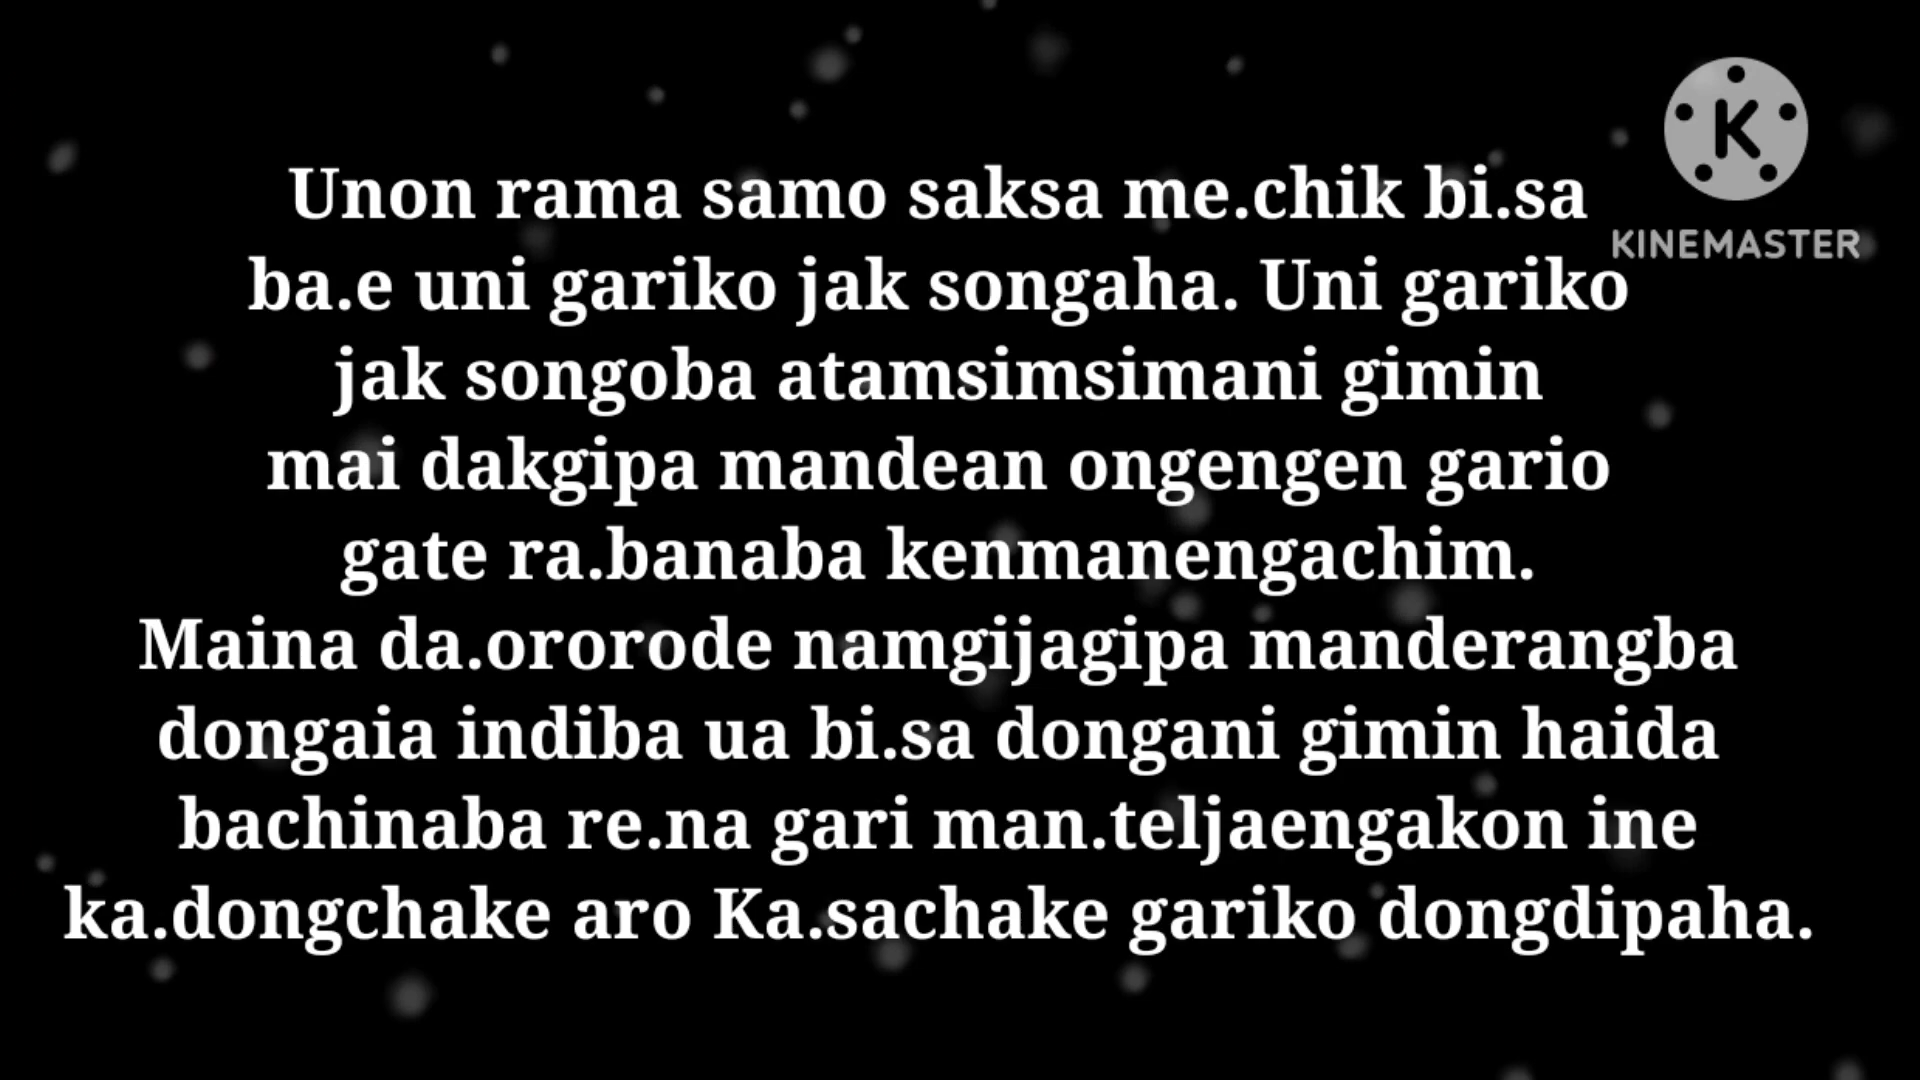 Unon rama samo saksa me.chik bi.sa
ba.e uni gariko jak songaha. Uni gariko
jak songoba atamsimsimani gimin
mai dakgipa mandean ongengen gario
gate ra.banaba kenmanengachim.
Maina da.ororode namgijagipa manderangba
dongaia indiba ua bi.sa dongani gimin haida
bachinaba re.na gari man.teljaengakon ine
ka.dongchake aro Ka.sachake gariko dongdipaha.
K
KINEMASTER